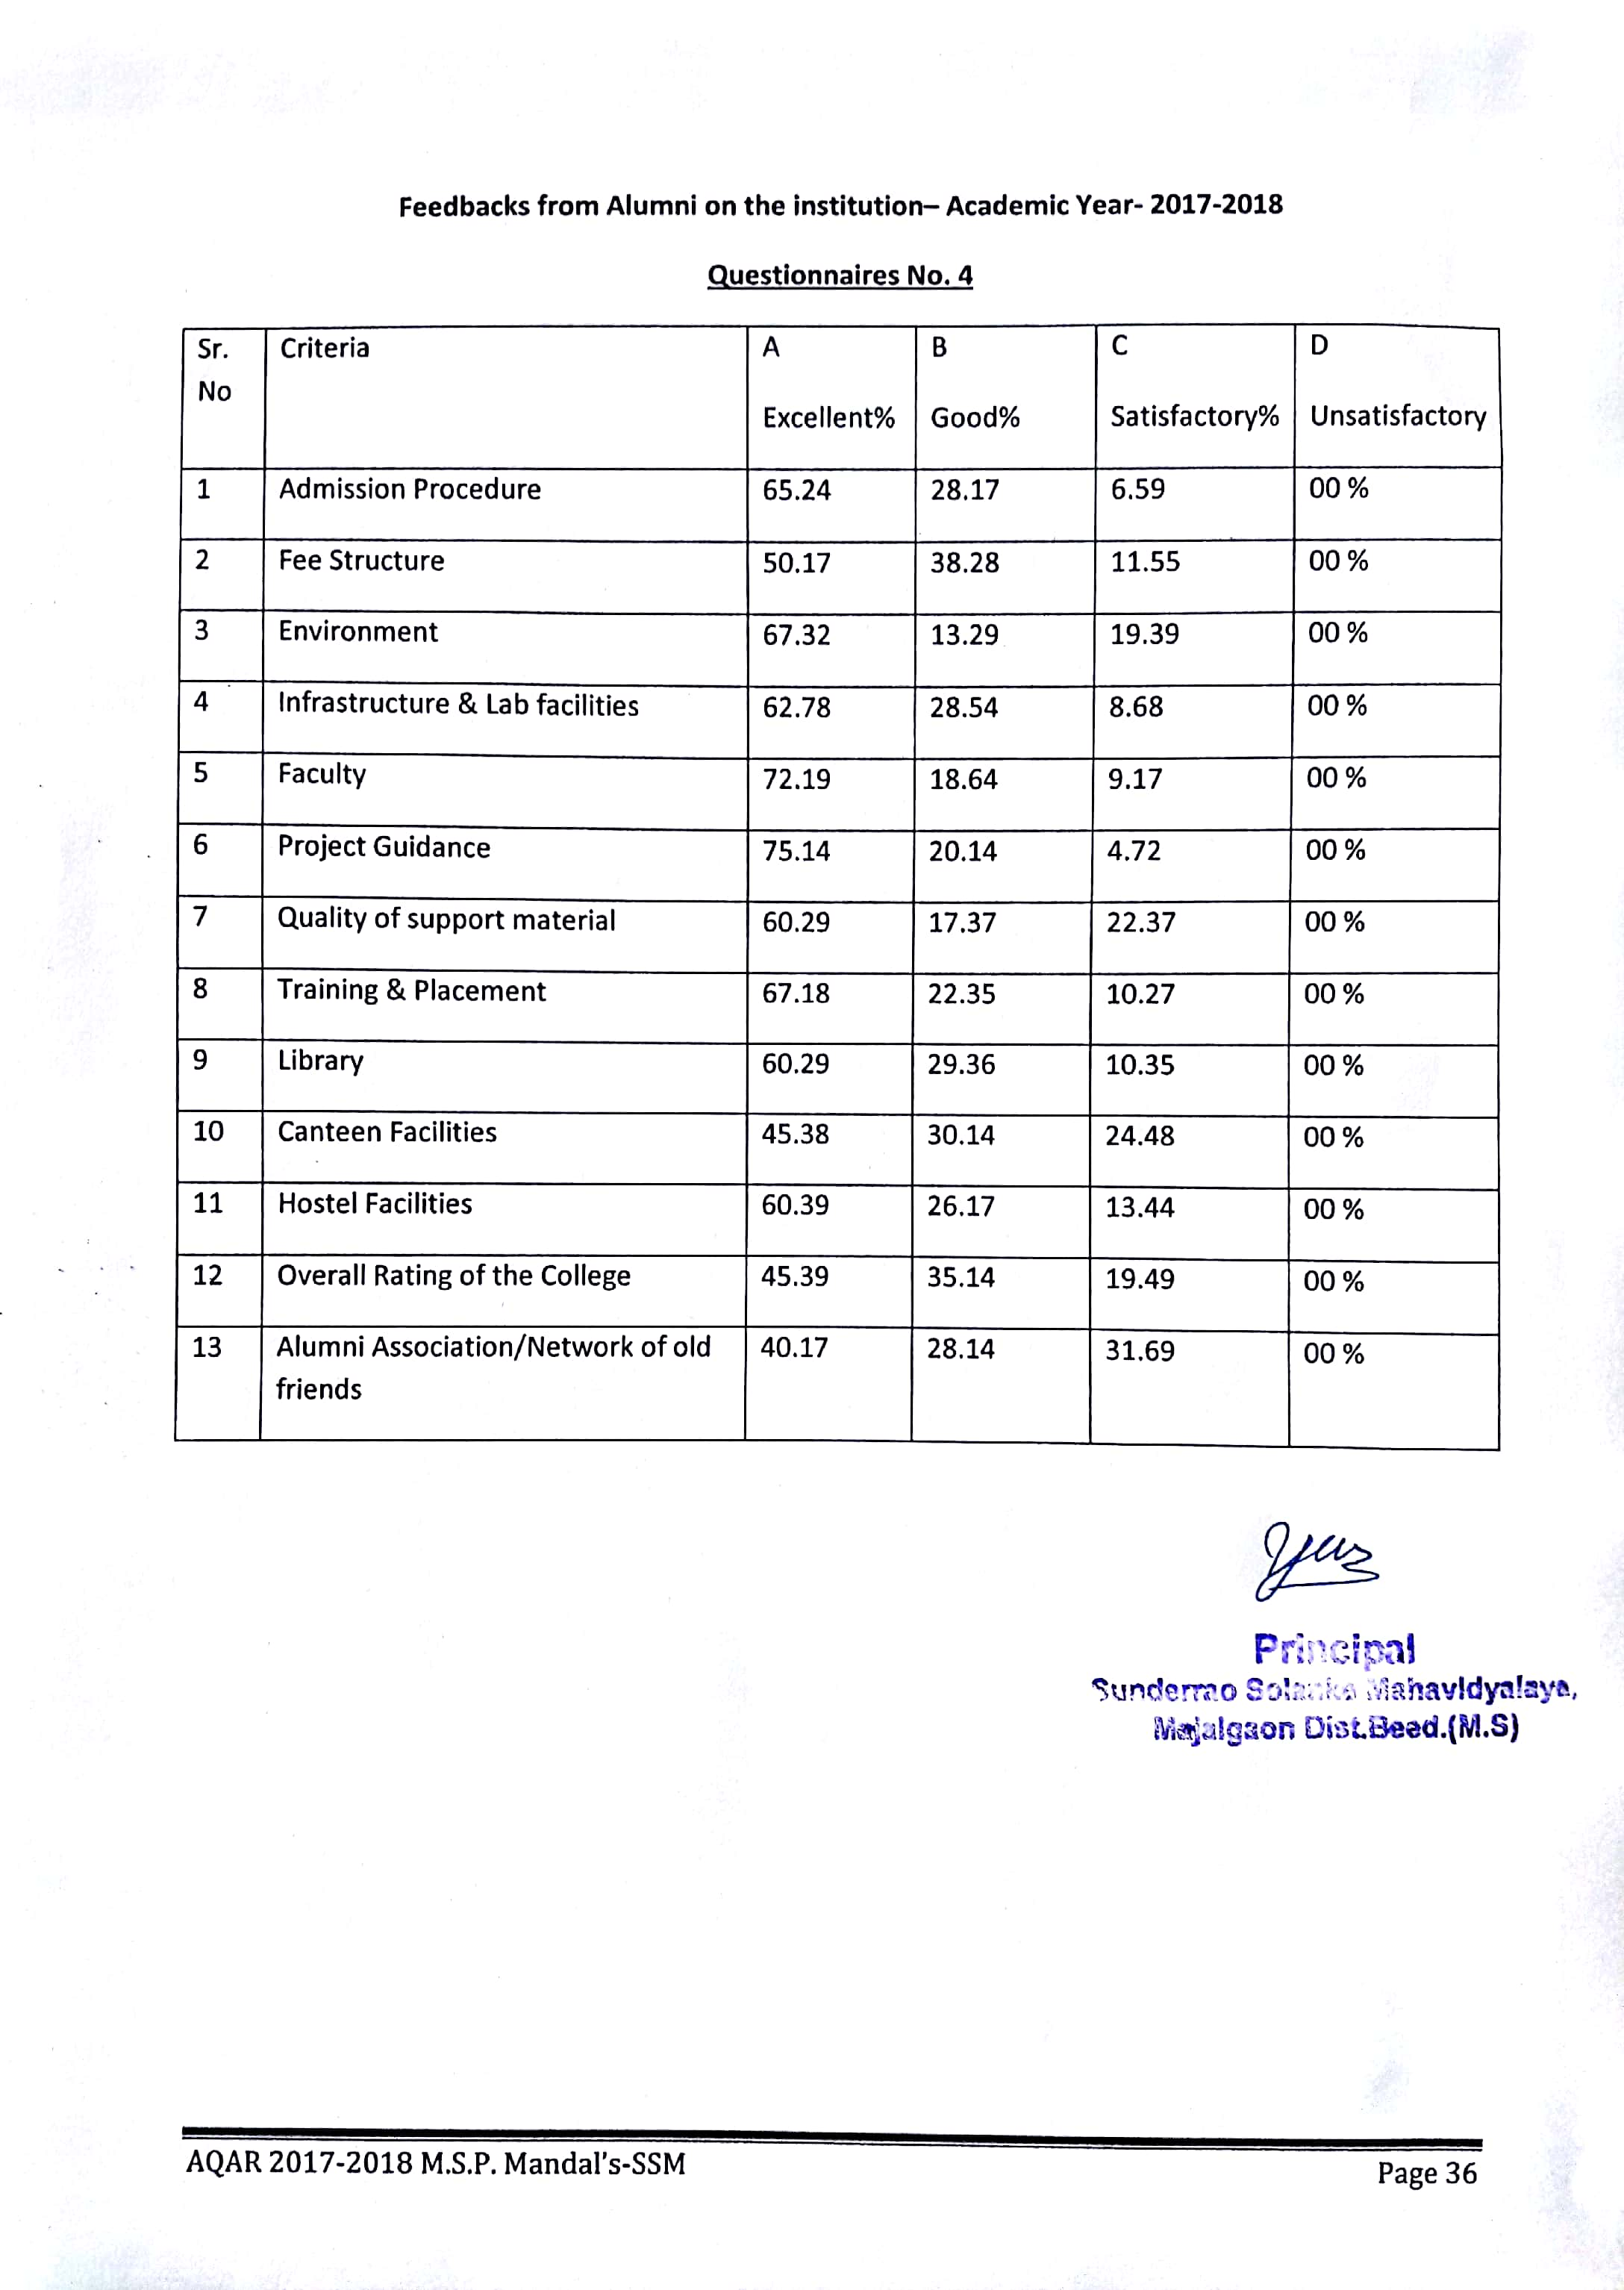 Feedbacks from Alumni on the institution– Academic Year- 2017-2018
Questionnaires No. 4
Sr. No Criteria A Excellent% B Good% C Satisfactory% D Unsatisfactory
1 Admission Procedure 65.24 28.17 6.59 00 %
2 Fee Structure 50.17 38.28 11.55 00 %
3 Environment 67.32 13.29 19.39 00 %
4 Infrastructure & Lab facilities 62.78 28.54 8.68 00 %
5 Faculty 72.19 18.64 9.17 00 %
6 Project Guidance 75.14 20.14 4.72 00 %
7 Quality of support material 60.29 17.37 22.37 00 %
8 Training & Placement 67.18 22.35 10.27 00 %
9 Library 60.29 29.36 10.35 00 %
10 Canteen Facilities 45.38 30.14 24.48 00 %
11 Hostel Facilities 60.39 26.17 13.44 00 %
12 Overall Rating of the College 45.39 35.14 19.49 00 %
13 Alumni Association/Network of old 40.17 28.14 31.69 00 %
friends
Principal
Sunderrao Solanke Mahavidyalaya,
Majalgaon Dist.Beed.(M.S)
AQAR 2017-2018 M.S.P. Mandal's-SSM
Page 36